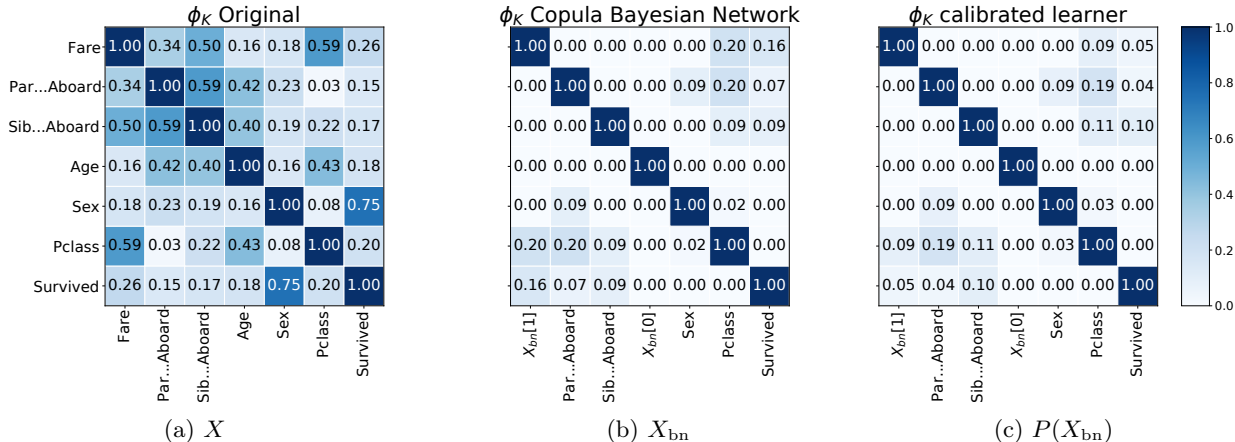 ϕ_K Original
Fare 1.00 0.34 0.50 0.16 0.18 0.59 0.26
Par...Aboard 0.34 1.00 0.59 0.42 0.23 0.03 0.15
Sib...Aboard 0.50 0.59 1.00 0.40 0.19 0.22 0.17
Age 0.16 0.42 0.40 1.00 0.16 0.43 0.18
Sex 0.18 0.23 0.19 0.16 1.00 0.08 0.75
Pclass 0.59 0.03 0.22 0.43 0.08 1.00 0.20
Survived 0.26 0.15 0.17 0.18 0.75 0.20 1.00
Fare Par...Aboard Sib...Aboard Age Sex Pclass Survived
(a) X
ϕ_K Copula Bayesian Network
1.00 0.00 0.00 0.00 0.00 0.20 0.16
0.00 1.00 0.00 0.00 0.09 0.20 0.07
0.00 0.00 1.00 0.00 0.00 0.09 0.09
0.00 0.00 0.00 1.00 0.00 0.00 0.00
0.00 0.09 0.00 0.00 1.00 0.02 0.00
0.20 0.20 0.09 0.00 0.02 1.00 0.00
0.16 0.07 0.09 0.00 0.00 0.00 1.00
X_bn[1] Par...Aboard Sib...Aboard X_bn[0] Sex Pclass Survived
(b) X_bn
ϕ_K calibrated learner
1.00 0.00 0.00 0.00 0.00 0.09 0.05
0.00 1.00 0.00 0.00 0.09 0.19 0.04
0.00 0.00 1.00 0.00 0.00 0.11 0.10
0.00 0.00 0.00 1.00 0.00 0.00 0.00
0.00 0.09 0.00 0.00 1.00 0.03 0.00
0.09 0.19 0.11 0.00 0.03 1.00 0.00
0.05 0.04 0.10 0.00 0.00 0.00 1.00
X_bn[1] Par...Aboard Sib...Aboard X_bn[0] Sex Pclass Survived
(c) P(X_bn)
1.0
0.8
0.6
0.4
0.2
0.0